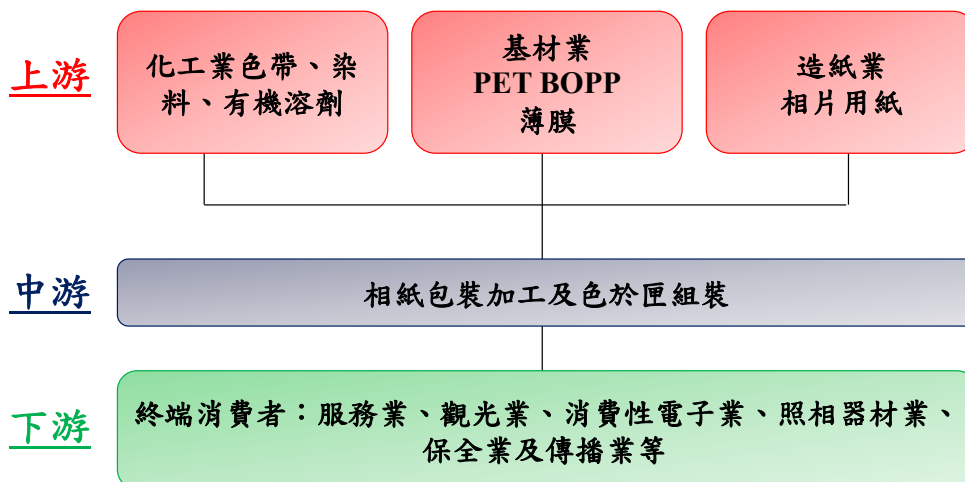 上游
化工業色帶、染
料、有機溶劑
基材業
PET BOPP
薄膜
造紙業
相片用紙
中游
相紙包裝加工及色於匣組裝
下游
終端消費者：服務業、觀光業、消費性電子業、照相器材業、
保全業及傳播業等